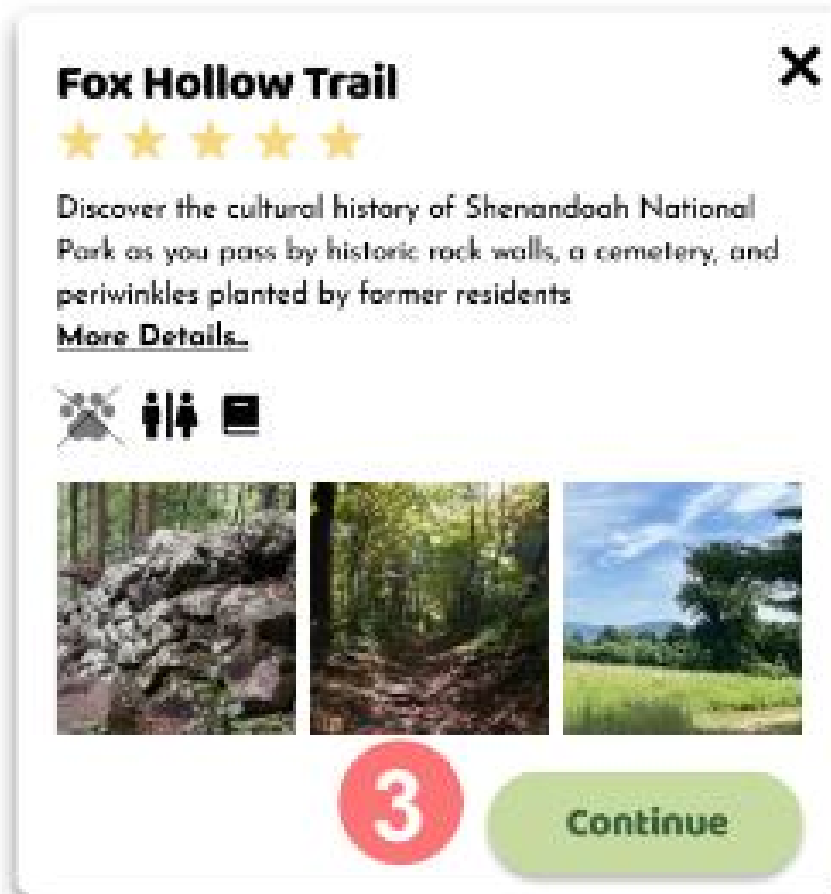 Fox Hollow Trail
Discover the cultural history of Shenandoah National
Park as you pass by historic rock walls, a cemetery, and
periwinkles planted by former residents
More Details..
3
Continue